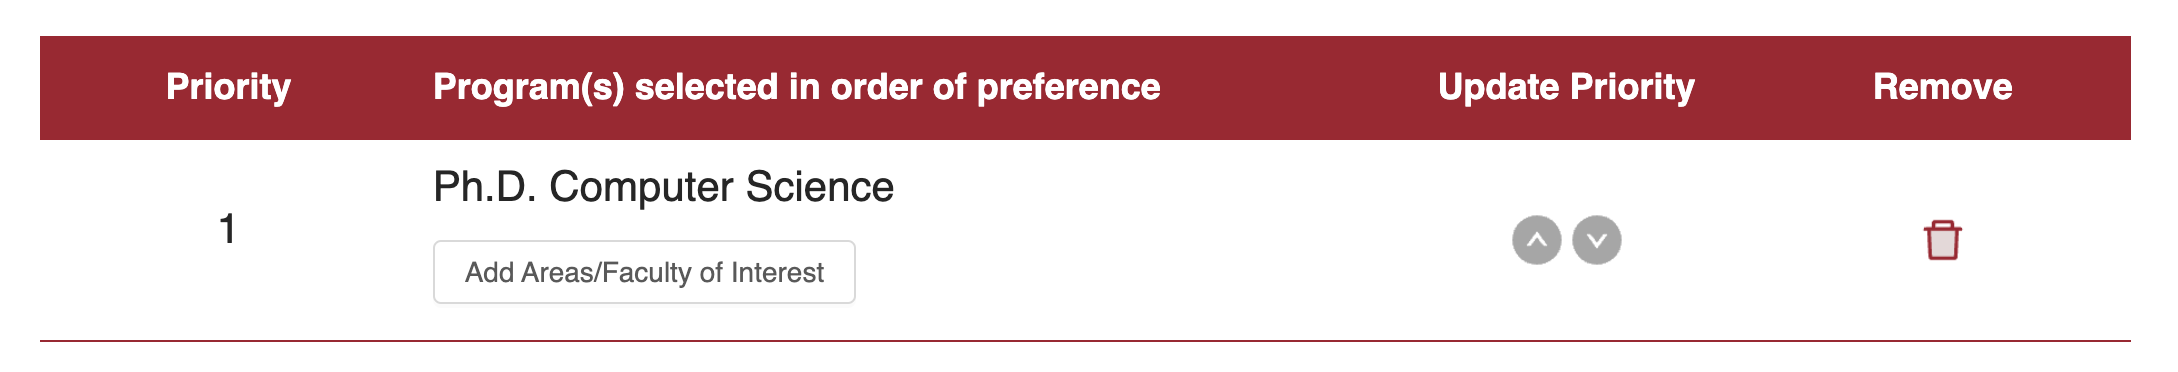 Priority Program(s) selected in order of preference Update Priority Remove
1 Ph.D. Computer Science
Add Areas/Faculty of Interest